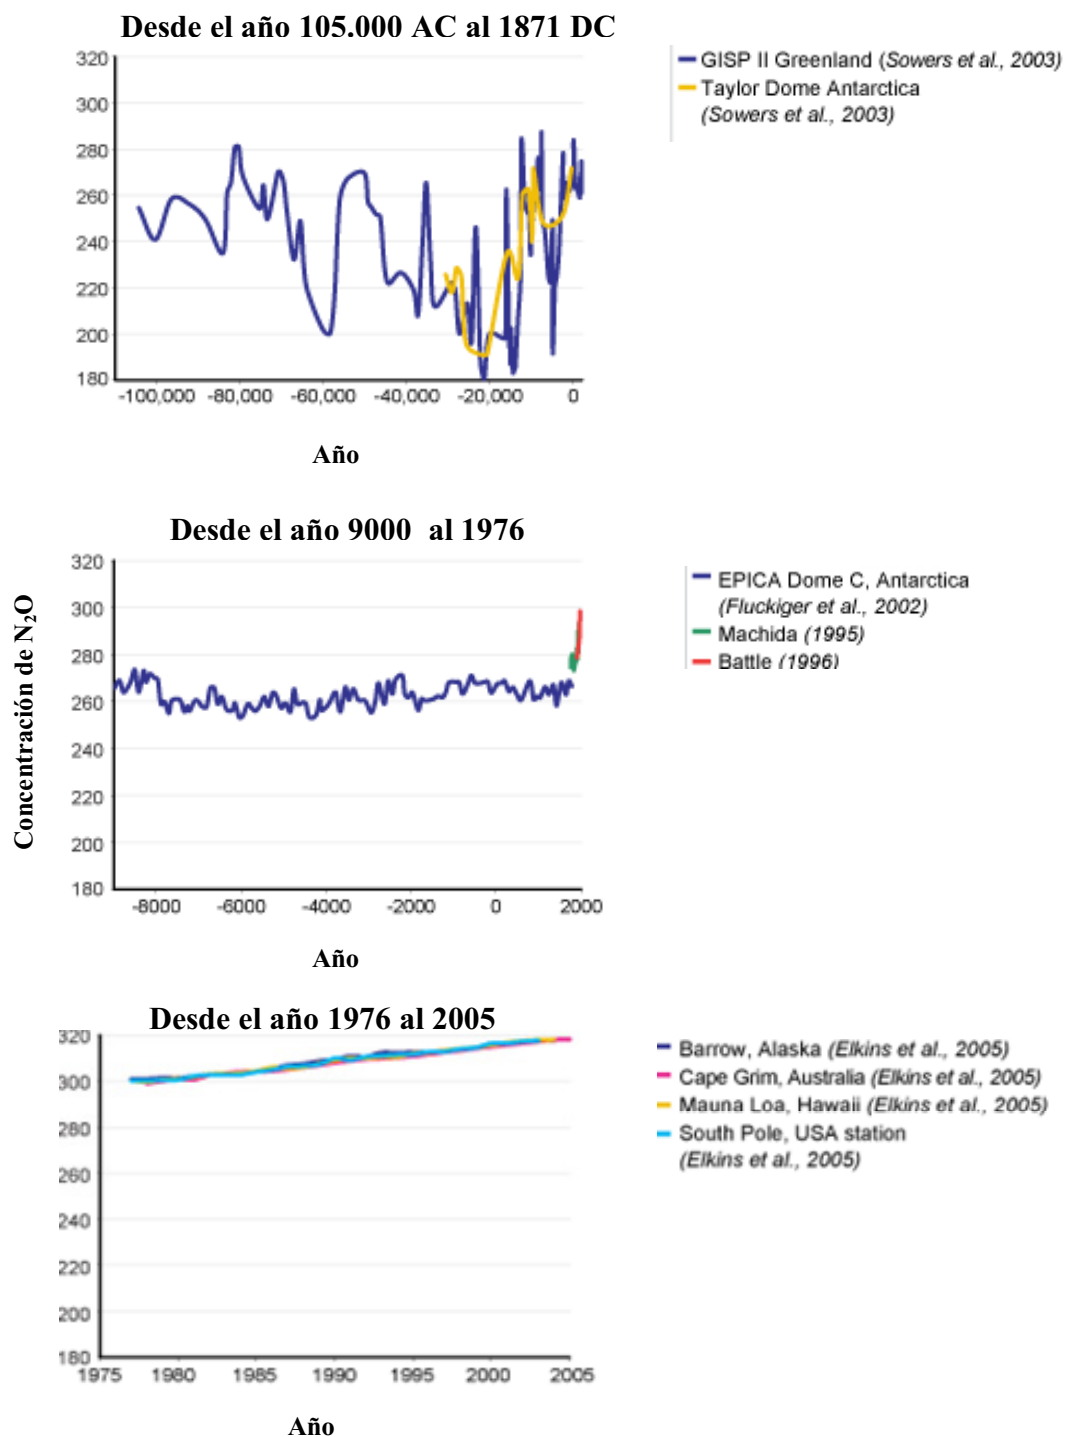 Desde el año 105.000 AC al 1871 DC
320
300
280
260
240
220
200
180
-100,000 -80,000 -60,000 -40,000 -20,000 0
Año
GISP II Greenland (Sowers et al., 2003)
Taylor Dome Antarctica
(Sowers et al., 2003)
Desde el año 9000 al 1976
Concentración de N₂O
320
300
280
260
240
220
200
180
-8000 -6000 -4000 -2000 0 2000
Año
EPICA Dome C, Antarctica
(Fluckiger et al., 2002)
Machida (1995)
Battle (1996)
Desde el año 1976 al 2005
320
300
280
260
240
220
200
180
1975 1980 1985 1990 1995 2000 2005
Año
Barrow, Alaska (Elkins et al., 2005)
Cape Grim, Australia (Elkins et al., 2005)
Mauna Loa, Hawaii (Elkins et al., 2005)
South Pole, USA station
(Elkins et al., 2005)